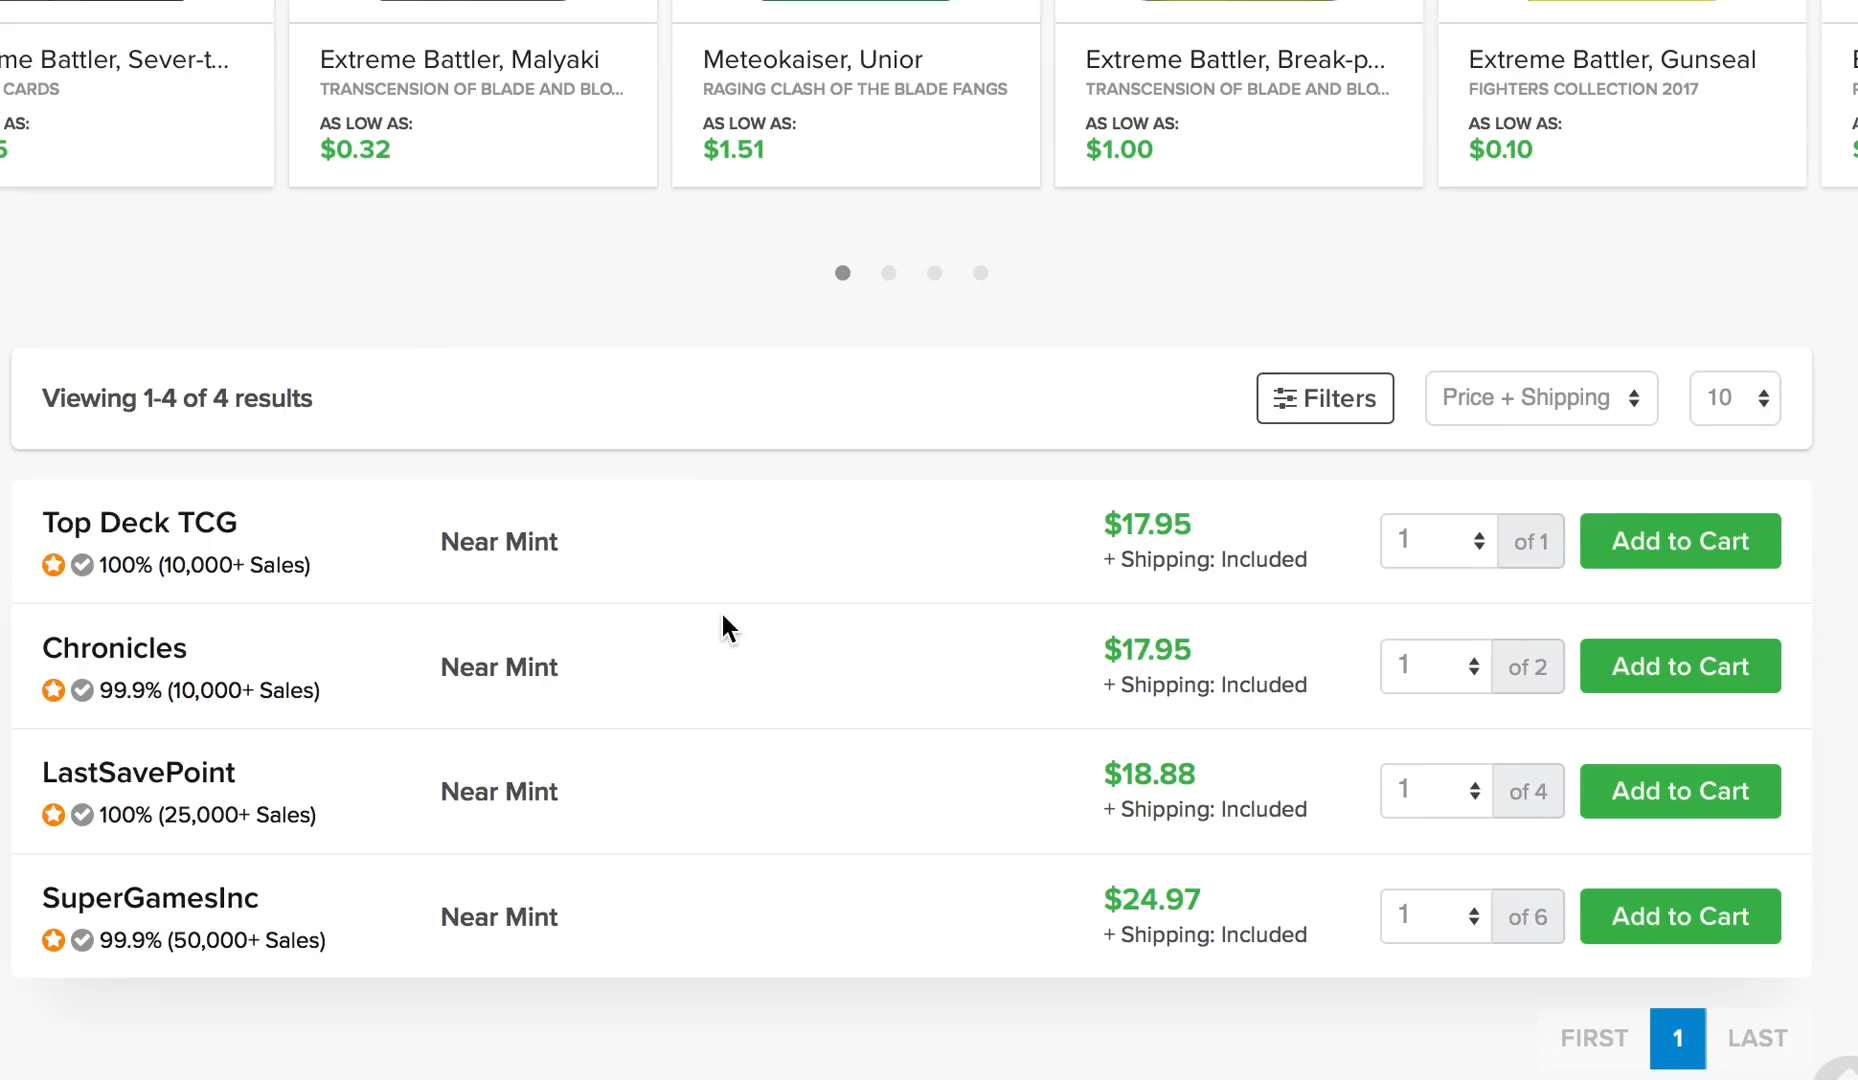 me Battler, Sever-t...
CARDS
AS:
5
Extreme Battler, Malyaki
TRANSCENSION OF BLADE AND BLO...
AS LOW AS:
$0.32
Meteokaiser, Unior
RAGING CLASH OF THE BLADE FANGS
AS LOW AS:
$1.51
Extreme Battler, Break-p...
TRANSCENSION OF BLADE AND BLO...
AS LOW AS:
$1.00
Extreme Battler, Gunseal
FIGHTERS COLLECTION 2017
AS LOW AS:
$0.10
Viewing 1-4 of 4 results
Filters
Price + Shipping
10
Top Deck TCG
100% (10,000+ Sales)
Near Mint
$17.95
+ Shipping: Included
1
of 1
Add to Cart
Chronicles
99.9% (10,000+ Sales)
Near Mint
$17.95
+ Shipping: Included
1
of 2
Add to Cart
LastSavePoint
100% (25,000+ Sales)
Near Mint
$18.88
+ Shipping: Included
1
of 4
Add to Cart
SuperGamesInc
99.9% (50,000+ Sales)
Near Mint
$24.97
+ Shipping: Included
1
of 6
Add to Cart
FIRST
1
LAST